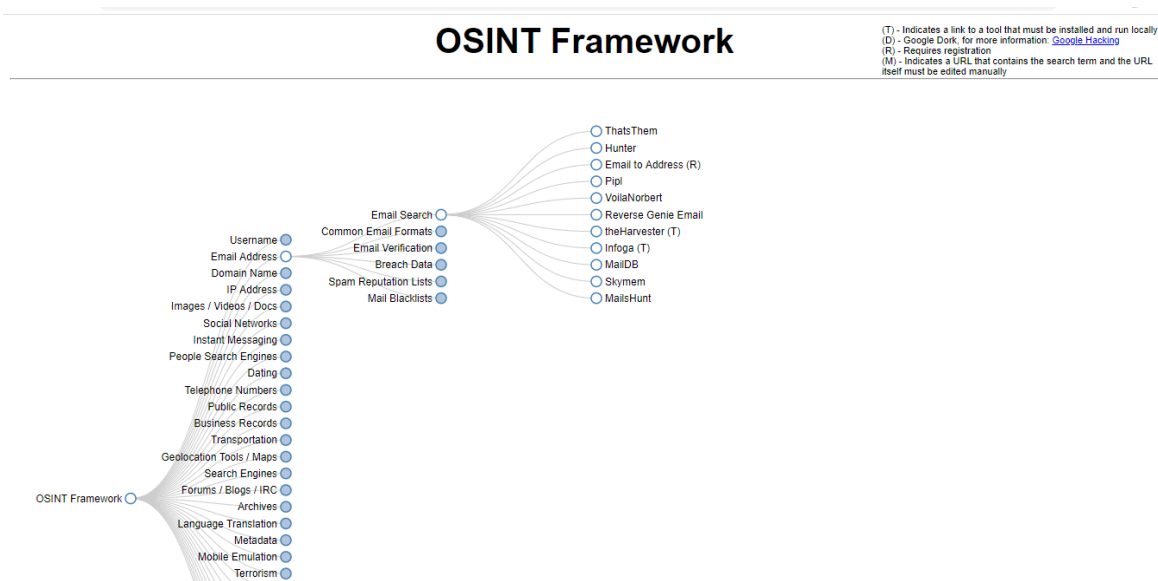 OSINT Framework
(T) - Indicates a link to a tool that must be installed and run locally
(D) - Google Dork, for more information: Google Hacking
(R) - Requires registration
(M) - Indicates a URL that contains the search term and the URL
itself must be edited manually
OSINT Framework
Username
Email Address
Domain Name
IP Address
Images / Videos / Docs
Social Networks
Instant Messaging
People Search Engines
Dating
Telephone Numbers
Public Records
Business Records
Transportation
Geolocation Tools / Maps
Search Engines
Forums / Blogs / IRC
Archives
Language Translation
Metadata
Mobile Emulation
Terrorism
Email Search
Common Email Formats
Email Verification
Breach Data
Spam Reputation Lists
Mail Blacklists
ThatsThem
Hunter
Email to Address (R)
Pipl
VoilaNorbert
Reverse Genie Email
theHarvester (T)
Infoga (T)
MailDB
Skymem
MailsHunt